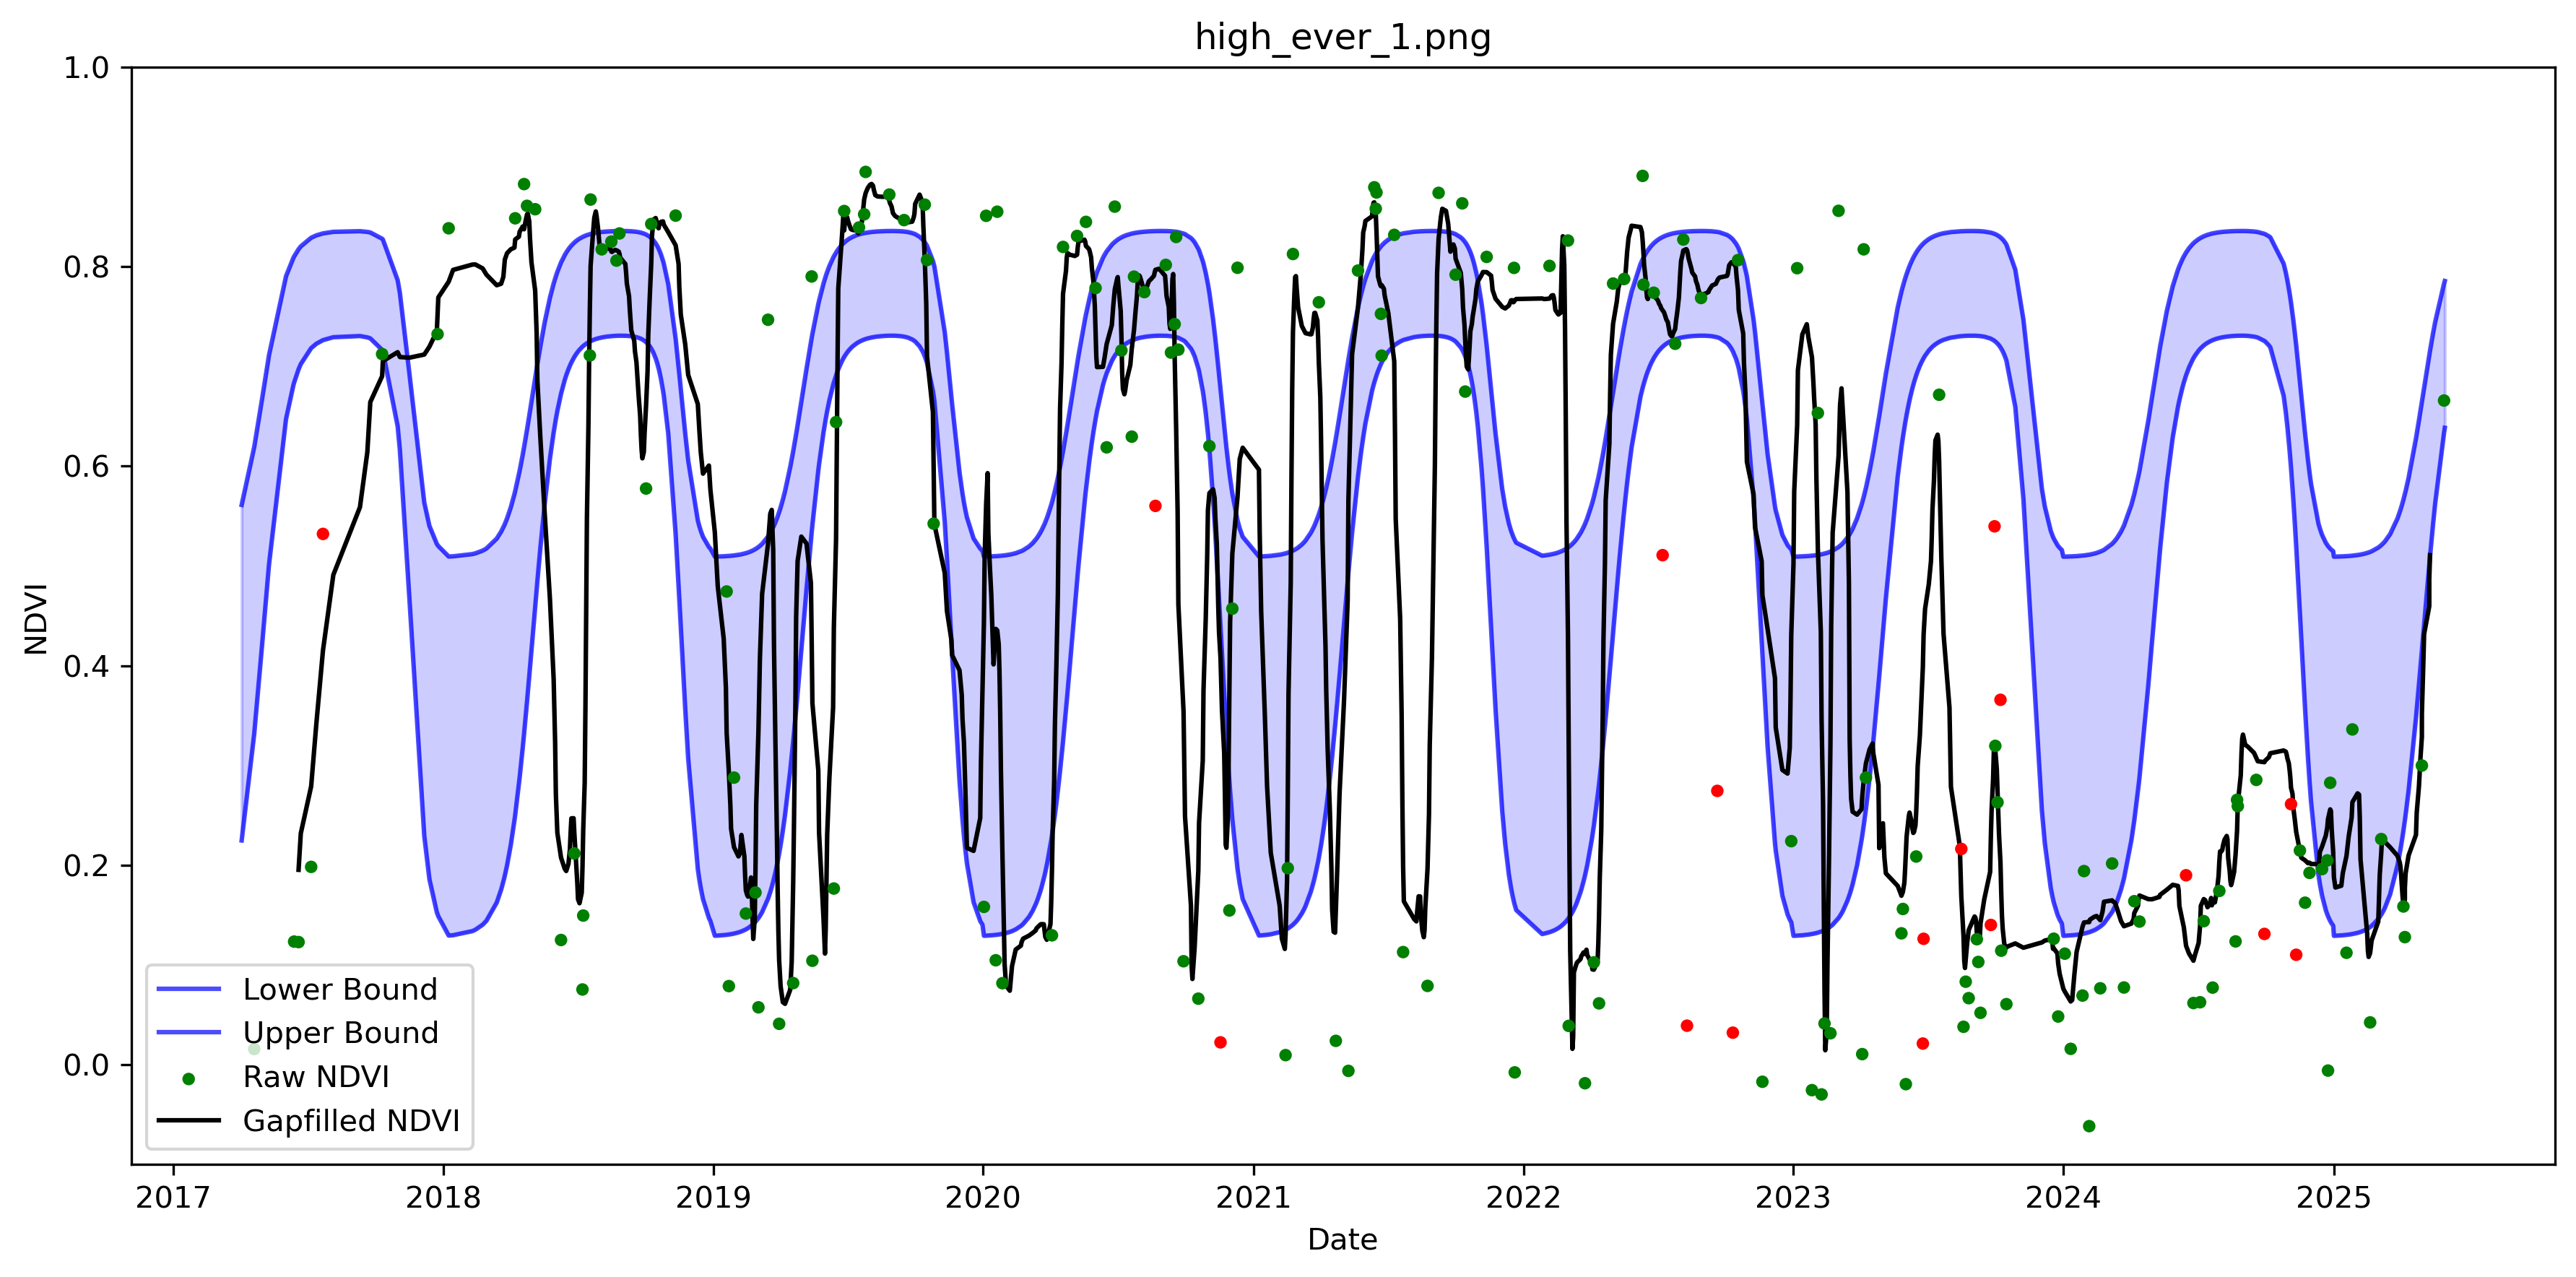 high_ever_1.png
1.0
0.8
0.6
0.4
0.2
0.0
NDVI
Lower Bound
Upper Bound
Raw NDVI
Gapfilled NDVI
2017 2018 2019 2020 2021 2022 2023 2024 2025
Date